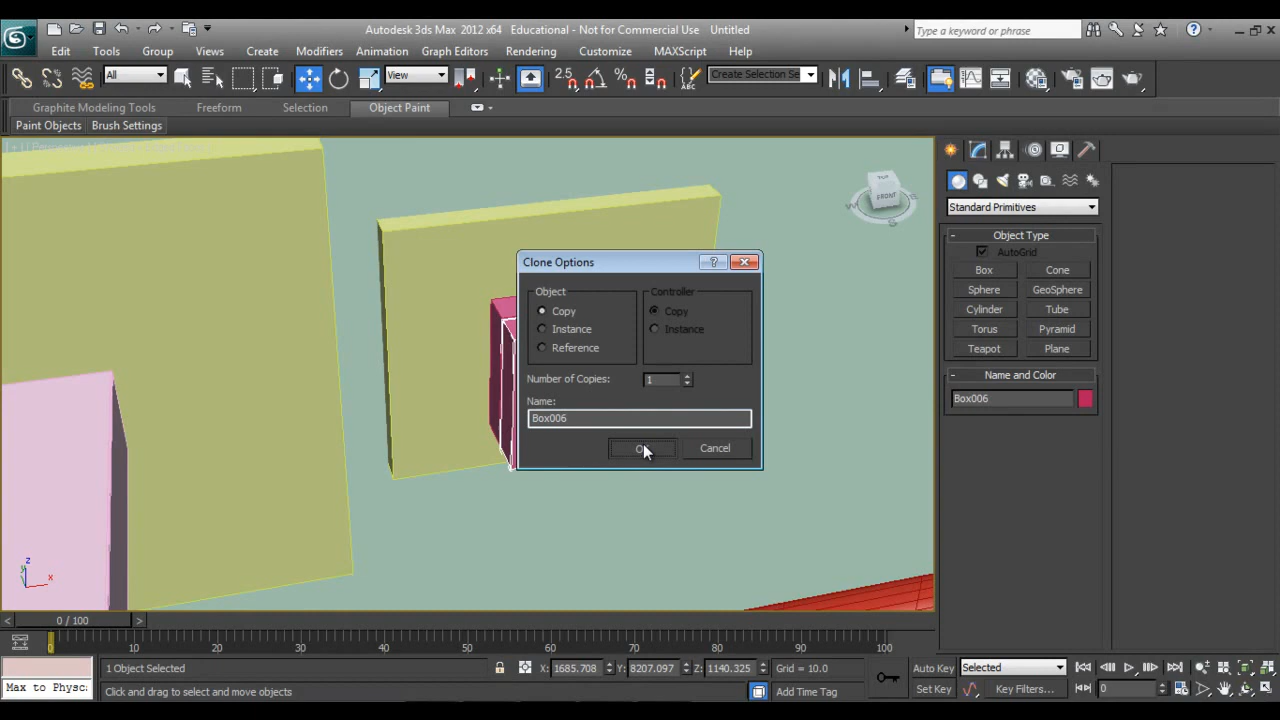 Autodesk 3ds Max 2012 x64 Educational - Not for Commercial Use Untitled
Type a keyword or phrase
Edit Tools Group Views Create Modifiers Animation Graph Editors Rendering Customize MAXScript Help
All View 2.5 Create Selection Se
Graphite Modeling Tools Freeform Selection Object Paint
Paint Objects Brush Settings
TOP
FRONT
W
S
Standard Primitives
Object Type
AutoGrid
Box Cone
Sphere GeoSphere
Cylinder Tube
Torus Pyramid
Teapot Plane
Name and Color
Box006
Clone Options
Object Controller
Copy Copy
Instance Instance
Reference
Number of Copies: 1
Name:
Box006
Cancel
z
y
x
0 / 100
0 10 20 30 40 50 60 70 80 90 100
1 Object Selected X: 1685.708 Y: 8207.097 Z: 1140.325 Grid = 10.0 Auto Key Selected
Max to Physc Click and drag to select and move objects Add Time Tag Set Key Key Filters... 0